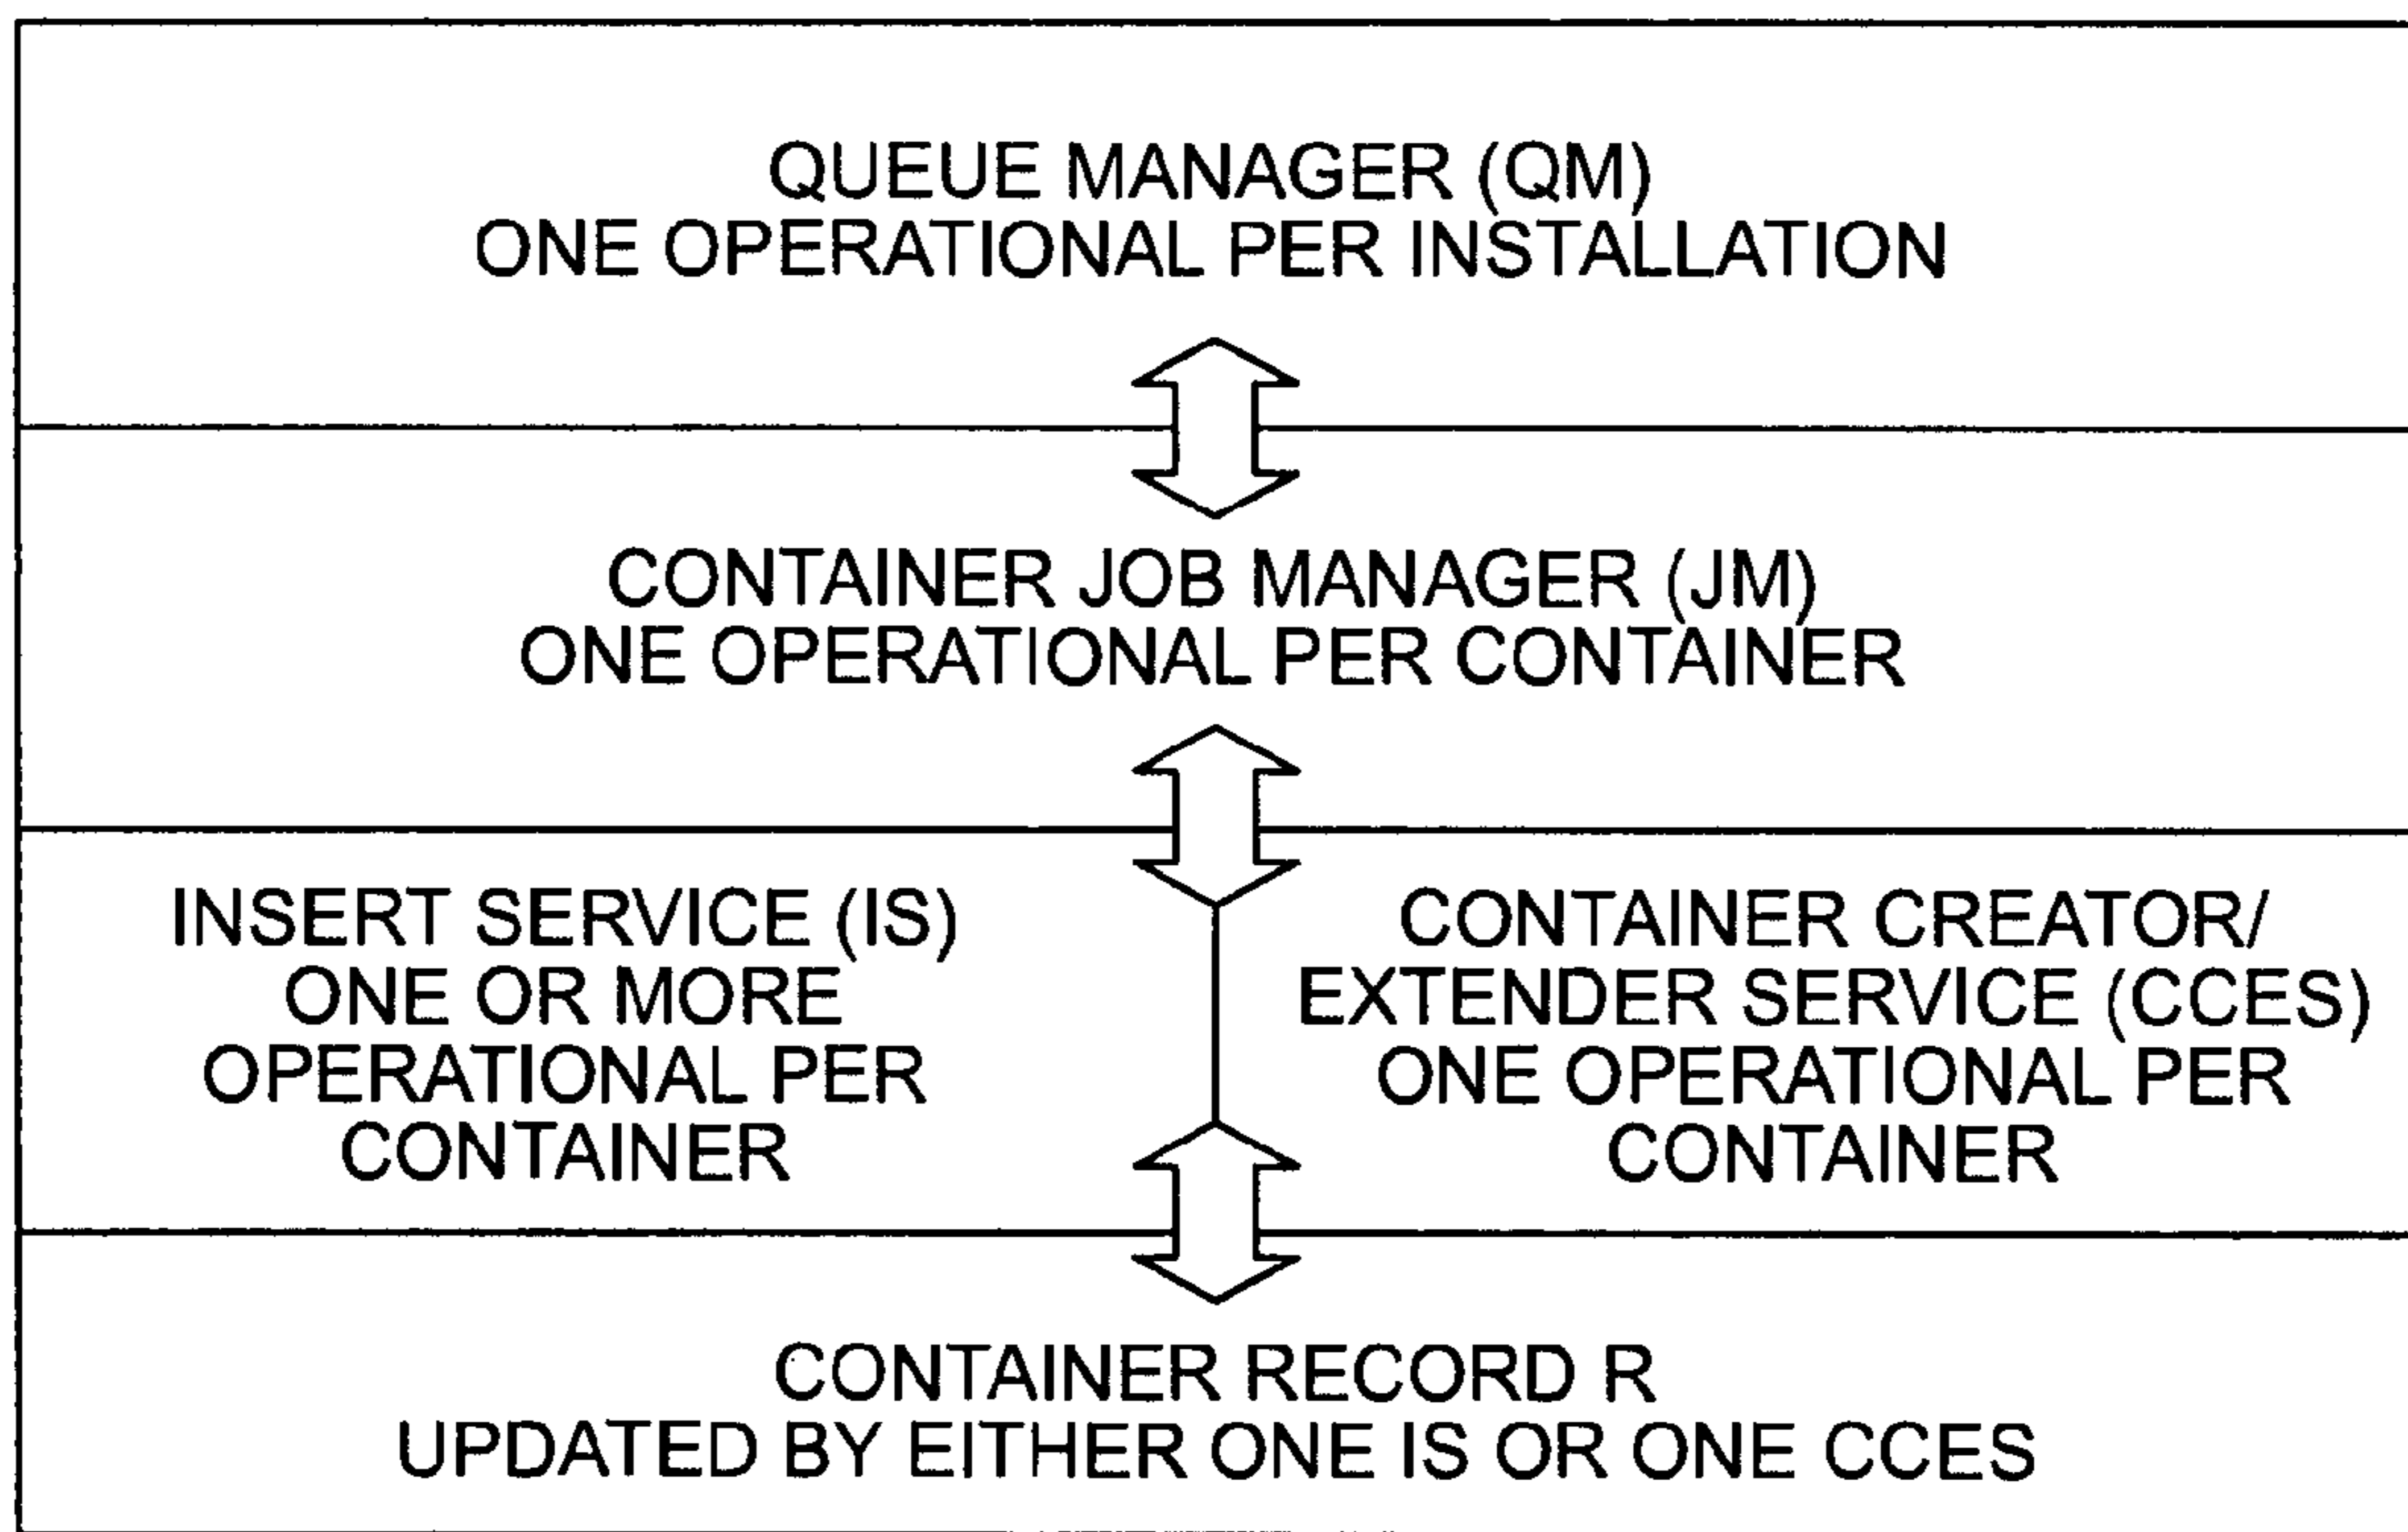 QUEUE MANAGER (QM)
ONE OPERATIONAL PER INSTALLATION
CONTAINER JOB MANAGER (JM)
ONE OPERATIONAL PER CONTAINER
INSERT SERVICE (IS)
ONE OR MORE
OPERATIONAL PER
CONTAINER
CONTAINER CREATOR/
EXTENDER SERVICE (CCES)
ONE OPERATIONAL PER
CONTAINER
CONTAINER RECORD R
UPDATED BY EITHER ONE IS OR ONE CCES